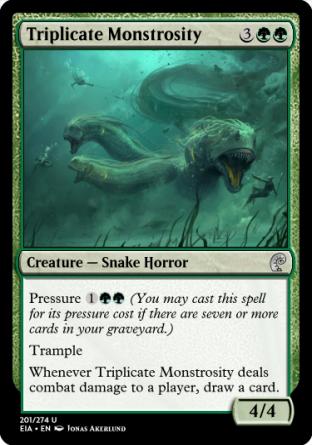 Triplicate Monstrosity 3
Creature — Snake Horror
Pressure 1 (You may cast this spell
for its pressure cost if there are seven or more
cards in your graveyard.)
Trample
Whenever Triplicate Monstrosity deals
combat damage to a player, draw a card.
4/4
201/274 U
EIA • EN Jonas Akerlund